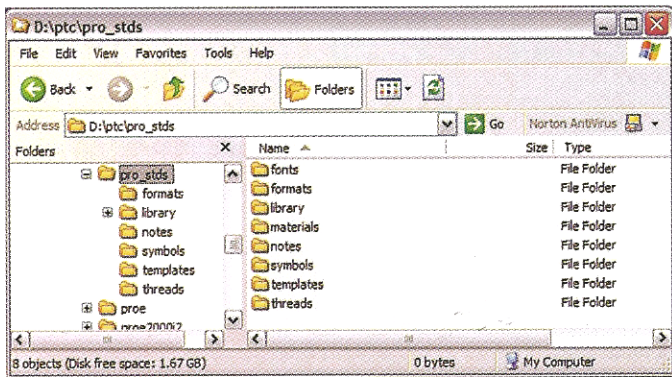 D:\ptc\pro_stds
File Edit View Favorites Tools Help
Back Search Folders
Address D:\ptc\pro_stds Go Norton AntiVirus
Folders x Name Size Type
pro_stds
formats
library
notes
symbols
templates
threads
proe
proe2000i2
fonts File Folder
formats File Folder
library File Folder
materials File Folder
notes File Folder
symbols File Folder
templates File Folder
threads File Folder
8 objects (Disk free space: 1.67 GB) 0 bytes My Computer